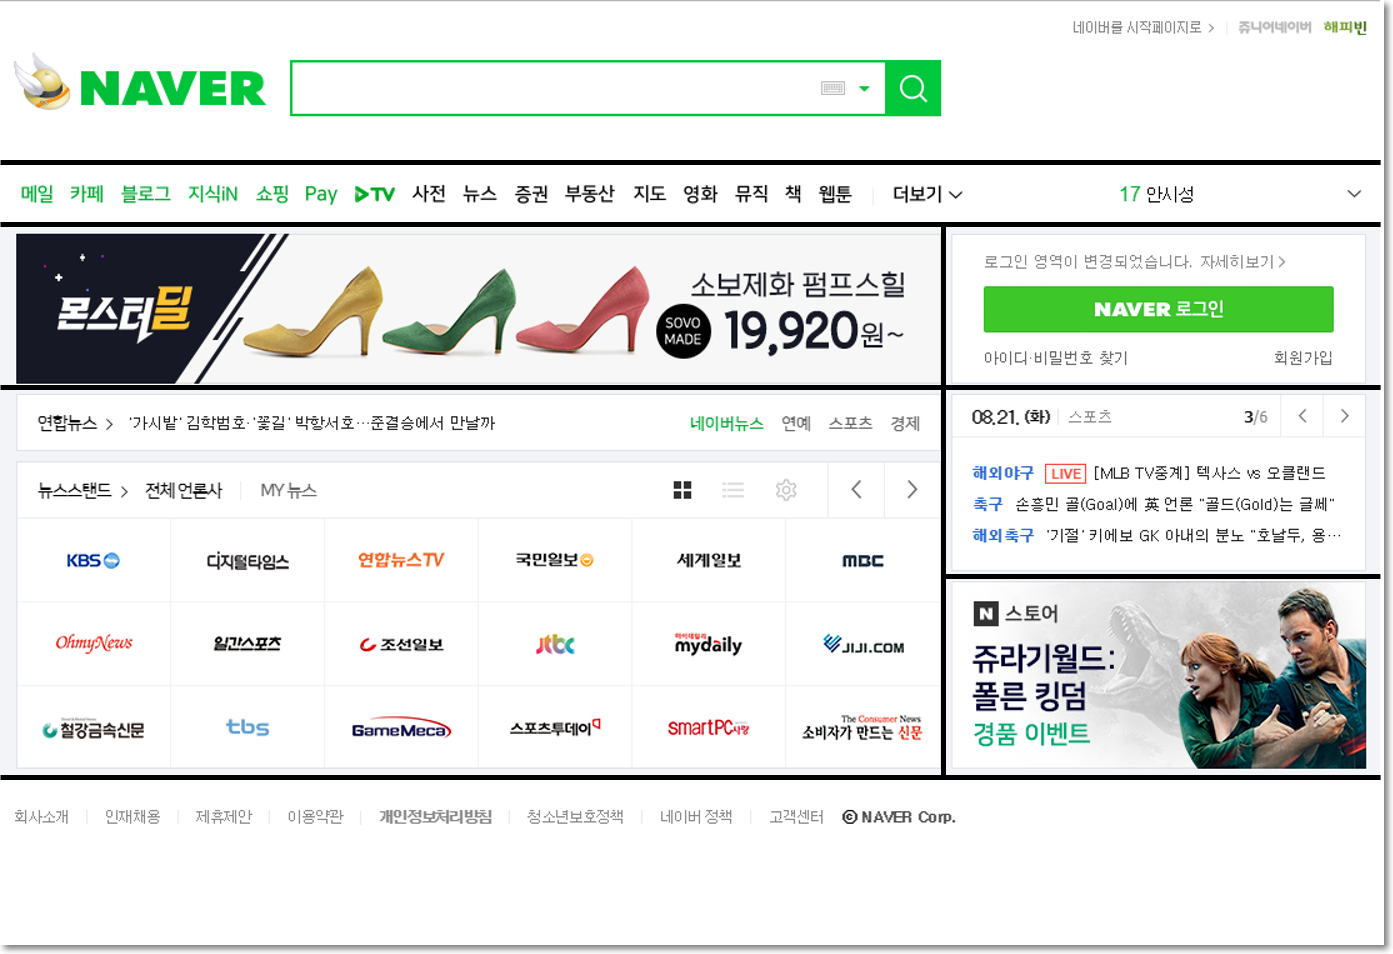 네이버를 시작페이지로 > 쥬니어네이버 해피빈
NAVER
메일 카페 블로그 지식iN 쇼핑 Pay TV 사전 뉴스 증권 부동산 지도 영화 뮤직 책 웹툰 더보기 17 안시성
몬스터딜
소보제화 펌프스힐
SOVO MADE 19,920원~
로그인 영역이 변경되었습니다. 자세히보기 >
NAVER 로그인
아이디·비밀번호 찾기 회원가입
연합뉴스 > '가시밭' 김학범호·'꽃길' 박항서호…준결승에서 만날까 네이버뉴스 연예 스포츠 경제
뉴스스탠드 > 전체 언론사 MY 뉴스
KBS 디지털타임스 연합뉴스TV 국민일보 세계일보 MBC
OhmyNews 일간스포츠 조선일보 jtbc 마이데일리 mydaily JIJI.COM
철강금속신문 tbs GameMeca 스포츠투데이 smartPC사랑 The Consumer News 소비자가 만드는 신문
08.21. (화) 스포츠 3/6
해외야구 LIVE [MLB TV중계] 텍사스 vs 오클랜드
축구 손흥민 골(Goal)에 英 언론 "골드(Gold)는 글쎄"
해외축구 '기절' 키에보 GK 아내의 분노 "호날두, 용…
N 스토어
쥬라기월드:
폴른 킹덤
경품 이벤트
회사소개 인재채용 제휴제안 이용약관 개인정보처리방침 청소년보호정책 네이버 정책 고객센터 ⓒ NAVER Corp.